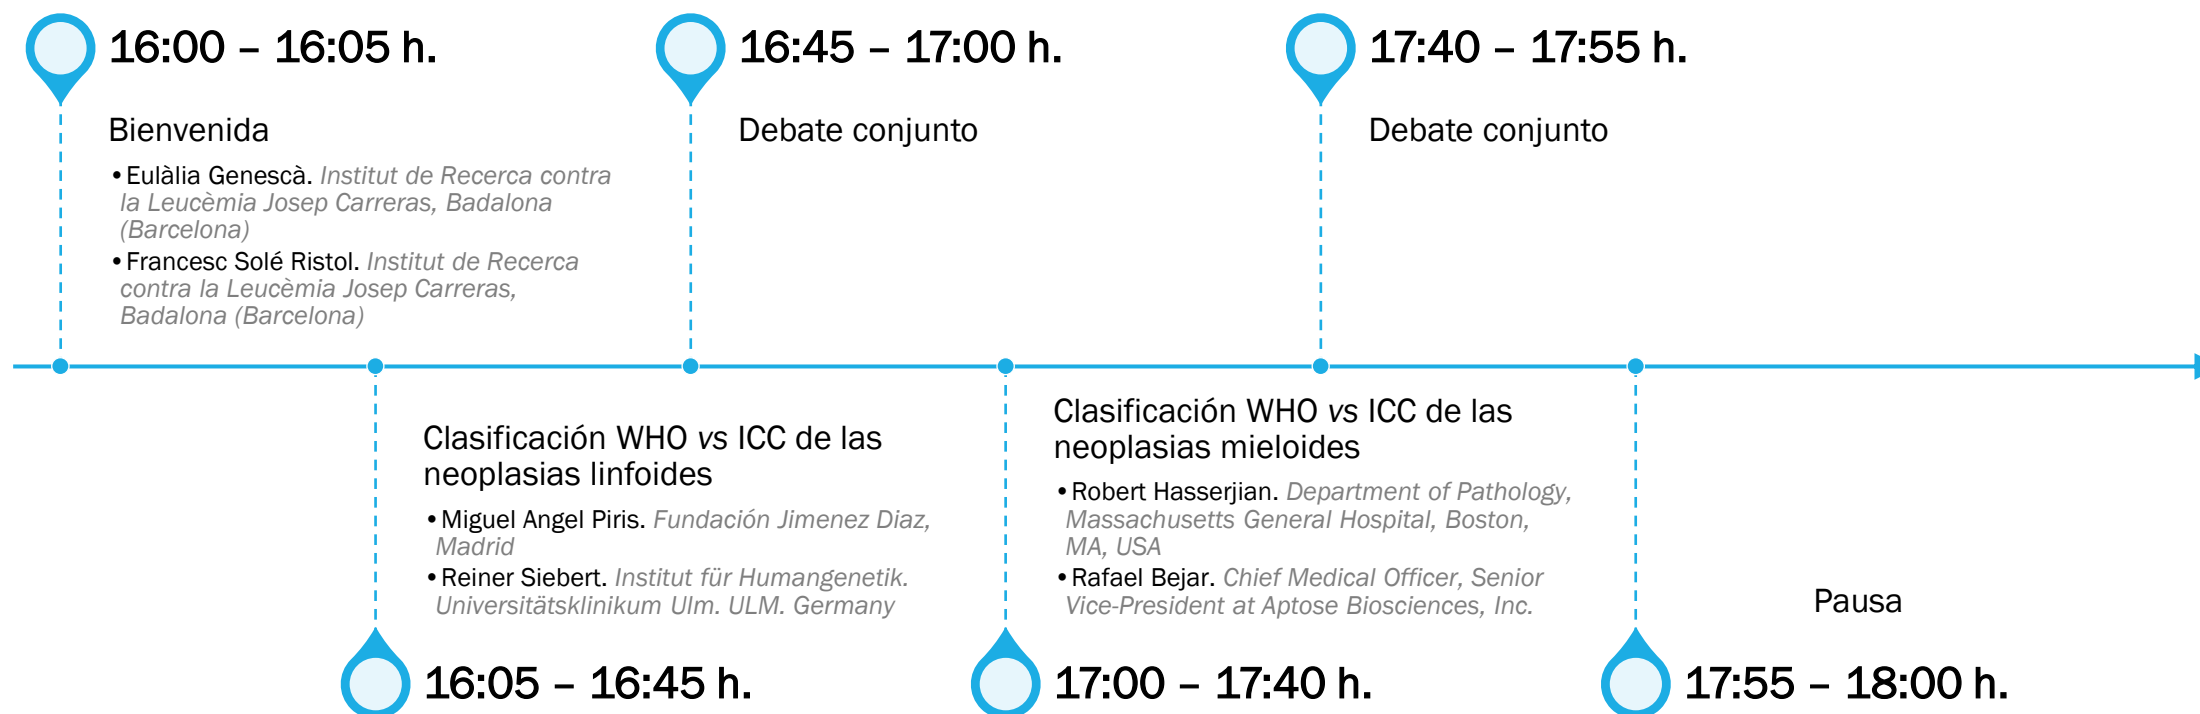 16:00 – 16:05 h.
Bienvenida
•Eulàlia Genescà. Institut de Recerca contra
la Leucèmia Josep Carreras, Badalona
(Barcelona)
•Francesc Solé Ristol. Institut de Recerca
contra la Leucèmia Josep Carreras,
Badalona (Barcelona)
Clasificación WHO vs ICC de las
neoplasias linfoides
•Miguel Angel Piris. Fundación Jimenez Diaz,
Madrid
•Reiner Siebert. Institut für Humangenetik.
Universitätsklinikum Ulm. ULM. Germany
16:05 – 16:45 h.
16:45 – 17:00 h.
Debate conjunto
Clasificación WHO vs ICC de las
neoplasias mieloides
•Robert Hasserjian. Department of Pathology,
Massachusetts General Hospital, Boston,
MA, USA
•Rafael Bejar. Chief Medical Officer, Senior
Vice-President at Aptose Biosciences, Inc.
17:00 – 17:40 h.
17:40 – 17:55 h.
Debate conjunto
Pausa
17:55 – 18:00 h.